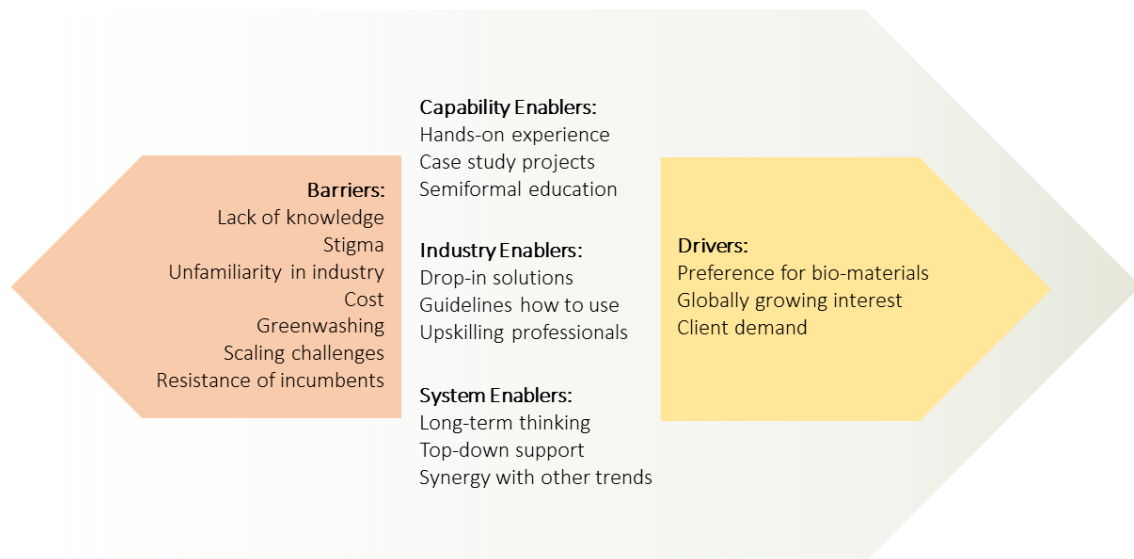 Barriers:
Lack of knowledge
Stigma
Unfamiliarity in industry
Cost
Greenwashing
Scaling challenges
Resistance of incumbents
Capability Enablers:
Hands-on experience
Case study projects
Semiformal education
Industry Enablers:
Drop-in solutions
Guidelines how to use
Upskilling professionals
System Enablers:
Long-term thinking
Top-down support
Synergy with other trends
Drivers:
Preference for bio-materials
Globally growing interest
Client demand